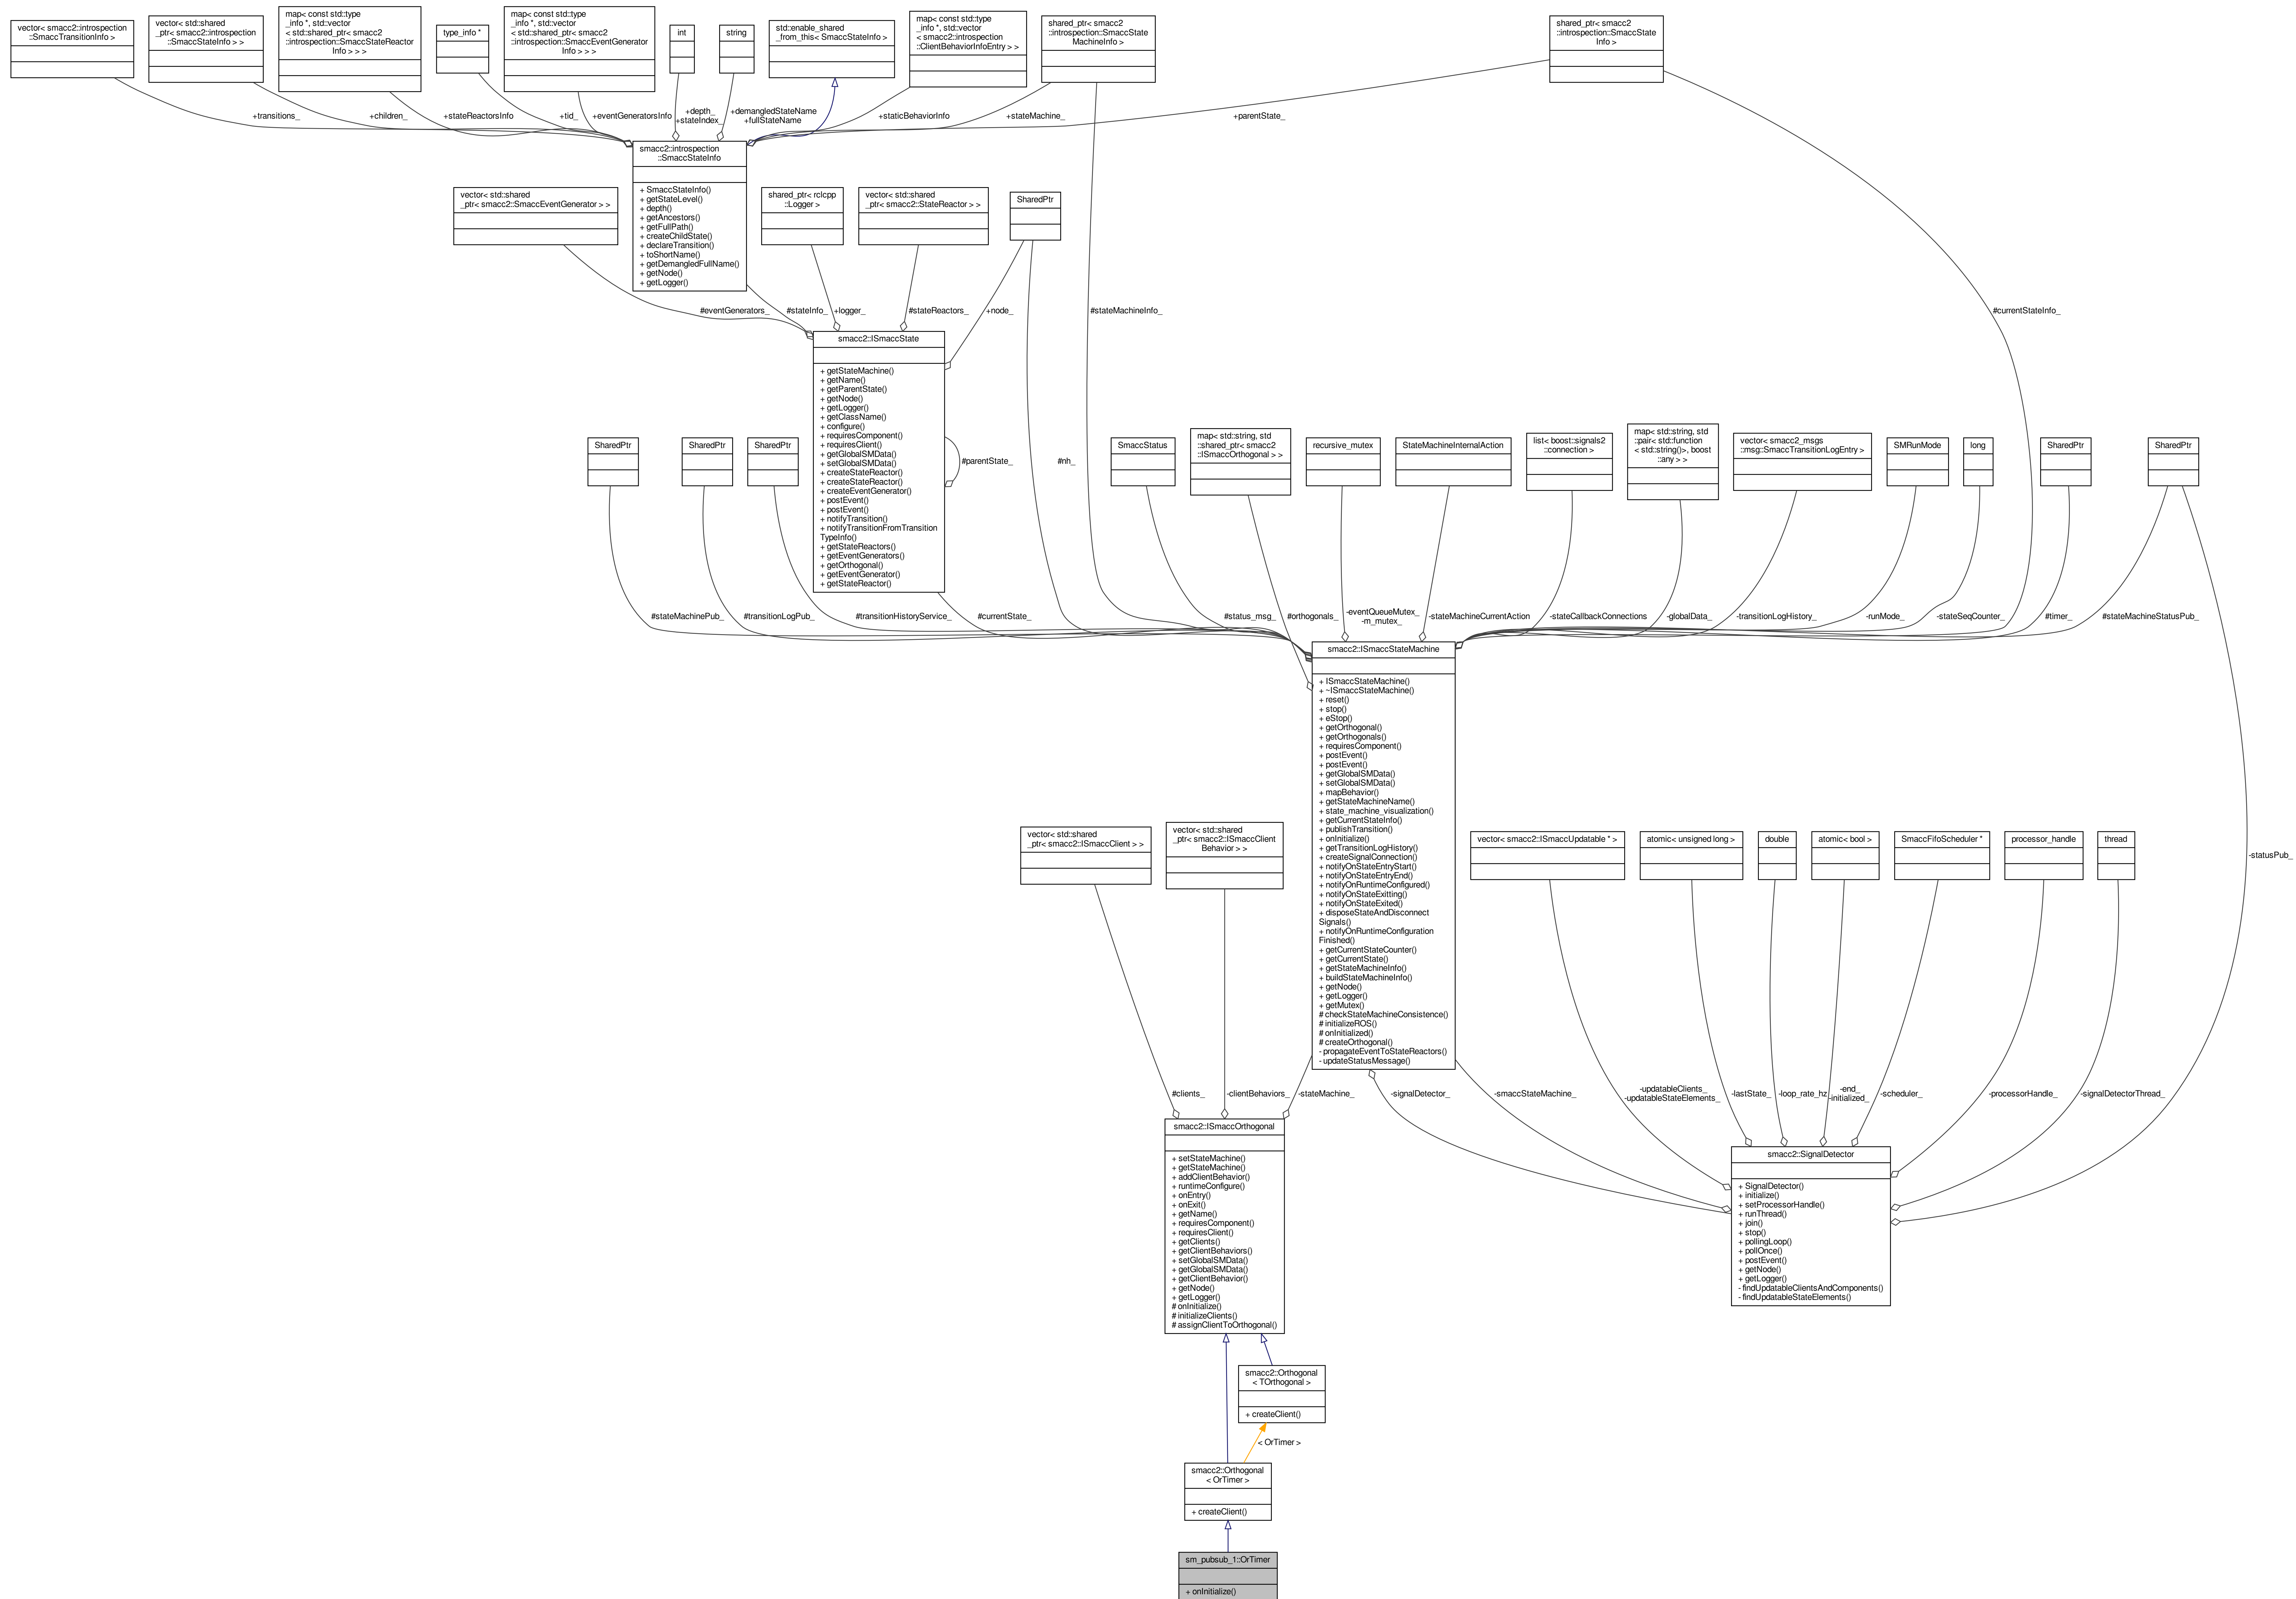 vector< smacc2::introspection
::SmaccTransitionInfo >
vector< std::shared
_ptr< smacc2::introspection
::SmaccStateInfo > >
map< const std::type
_info *, std::vector
< std::shared_ptr< smacc2
::introspection::SmaccStateReactor
Info > > >
type_info *
map< const std::type
_info *, std::vector
< std::shared_ptr< smacc2
::introspection::SmaccEventGenerator
Info > > >
int
string
std::enable_shared
_from_this< SmaccStateInfo >
map< const std::type
_info *, std::vector
< smacc2::introspection
::ClientBehaviorInfoEntry > >
shared_ptr< smacc2
::introspection::SmaccState
MachineInfo >
shared_ptr< smacc2
::introspection::SmaccState
Info >
+transitions_
+children_
+stateReactorsInfo
+tid_
+eventGeneratorsInfo
+depth_
+stateIndex_
+demangledStateName
+fullStateName
+staticBehaviorInfo
+stateMachine_
+parentState_
smacc2::introspection
::SmaccStateInfo
+ SmaccStateInfo()
+ getStateLevel()
+ depth()
+ getAncestors()
+ getFullPath()
+ createChildState()
+ declareTransition()
+ toShortName()
+ getDemangledFullName()
+ getNode()
+ getLogger()
vector< std::shared
_ptr< smacc2::SmaccEventGenerator > >
shared_ptr< rclcpp
::Logger >
vector< std::shared
_ptr< smacc2::StateReactor > >
SharedPtr
#eventGenerators_
#stateInfo_
+logger_
#stateReactors_
+node_
#stateMachineInfo_
#currentStateInfo_
smacc2::ISmaccState
+ getStateMachine()
+ getName()
+ getParentState()
+ getNode()
+ getLogger()
+ getClassName()
+ configure()
+ requiresComponent()
+ requiresClient()
+ getGlobalSMData()
+ setGlobalSMData()
+ createStateReactor()
+ createStateReactor()
+ createEventGenerator()
+ postEvent()
+ postEvent()
+ notifyTransition()
+ notifyTransitionFromTransition
TypeInfo()
+ getStateReactors()
+ getEventGenerators()
+ getOrthogonal()
+ getEventGenerator()
+ getStateReactor()
#parentState_
#nh_
SharedPtr
SharedPtr
SharedPtr
SmaccStatus
map< std::string, std
::shared_ptr< smacc2
::ISmaccOrthogonal > >
recursive_mutex
StateMachineInternalAction
list< boost::signals2
::connection >
map< std::string, std
::pair< std::function
< std::string()>, boost
::any > >
vector< smacc2_msgs
::msg::SmaccTransitionLogEntry >
SMRunMode
long
SharedPtr
SharedPtr
#stateMachinePub_
#transitionLogPub_
#transitionHistoryService_
#currentState_
#status_msg_
#orthogonals_
-eventQueueMutex_
-m_mutex_
-stateMachineCurrentAction
-stateCallbackConnections
-globalData_
-transitionLogHistory_
-runMode_
-stateSeqCounter_
#timer_
#stateMachineStatusPub_
smacc2::ISmaccStateMachine
+ ISmaccStateMachine()
+ ~ISmaccStateMachine()
+ reset()
+ stop()
+ eStop()
+ getOrthogonal()
+ getOrthogonals()
+ requiresComponent()
+ postEvent()
+ postEvent()
+ getGlobalSMData()
+ setGlobalSMData()
+ mapBehavior()
+ getStateMachineName()
+ state_machine_visualization()
+ getCurrentStateInfo()
+ publishTransition()
+ onInitialize()
+ getTransitionLogHistory()
+ createSignalConnection()
+ notifyOnStateEntryStart()
+ notifyOnStateEntryEnd()
+ notifyOnRuntimeConfigured()
+ notifyOnStateExitting()
+ notifyOnStateExited()
+ disposeStateAndDisconnect
Signals()
+ notifyOnRuntimeConfiguration
Finished()
+ getCurrentStateCounter()
+ getCurrentState()
+ getStateMachineInfo()
+ buildStateMachineInfo()
+ getNode()
+ getLogger()
+ getMutex()
# checkStateMachineConsistence()
# initializeROS()
# onInitialized()
# createOrthogonal()
- propagateEventToStateReactors()
- updateStatusMessage()
vector< std::shared
_ptr< smacc2::ISmaccClient > >
vector< std::shared
_ptr< smacc2::ISmaccClient
Behavior > >
vector< smacc2::ISmaccUpdatable * >
atomic< unsigned long >
double
atomic< bool >
SmaccFifoScheduler *
processor_handle
thread
-statusPub_
#clients_
-clientBehaviors_
-stateMachine_
-signalDetector_
-smaccStateMachine_
-updatableClients_
-updatableStateElements_
-lastState_
-loop_rate_hz
-end_
-initialized_
-scheduler_
-processorHandle_
-signalDetectorThread_
smacc2::ISmaccOrthogonal
+ setStateMachine()
+ getStateMachine()
+ addClientBehavior()
+ runtimeConfigure()
+ onEntry()
+ onExit()
+ getName()
+ requiresComponent()
+ requiresClient()
+ getClients()
+ getClientBehaviors()
+ setGlobalSMData()
+ getGlobalSMData()
+ getClientBehavior()
+ getNode()
+ getLogger()
# onInitialize()
# initializeClients()
# assignClientToOrthogonal()
smacc2::SignalDetector
+ SignalDetector()
+ initialize()
+ setProcessorHandle()
+ runThread()
+ join()
+ stop()
+ pollingLoop()
+ pollOnce()
+ postEvent()
+ getNode()
+ getLogger()
- findUpdatableClientsAndComponents()
- findUpdatableStateElements()
smacc2::Orthogonal
< TOrthogonal >
+ createClient()
< OrTimer >
smacc2::Orthogonal
< OrTimer >
+ createClient()
sm_pubsub_1::OrTimer
+ onInitialize()